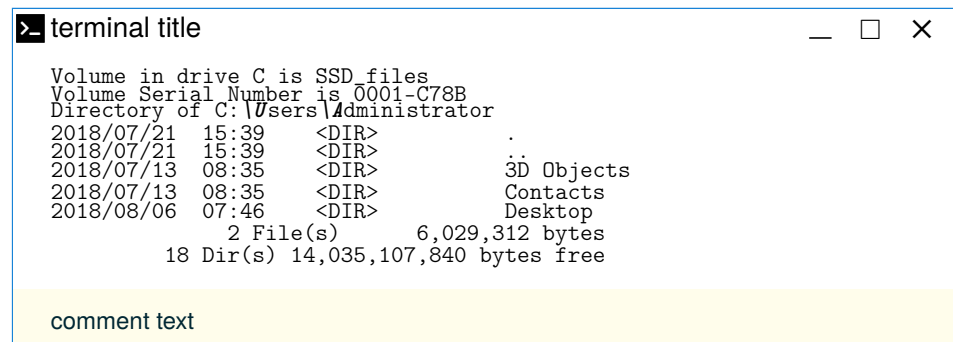 >_ terminal title
Volume in drive C is SSD_files
Volume Serial Number is 0001-C78B
Directory of C:\Users\Administrator
2018/07/21  15:39    <DIR>          .
2018/07/21  15:39    <DIR>          ..
2018/07/13  08:35    <DIR>          3D Objects
2018/07/13  08:35    <DIR>          Contacts
2018/08/06  07:46    <DIR>          Desktop
2 File(s)      6,029,312 bytes
18 Dir(s) 14,035,107,840 bytes free
comment text